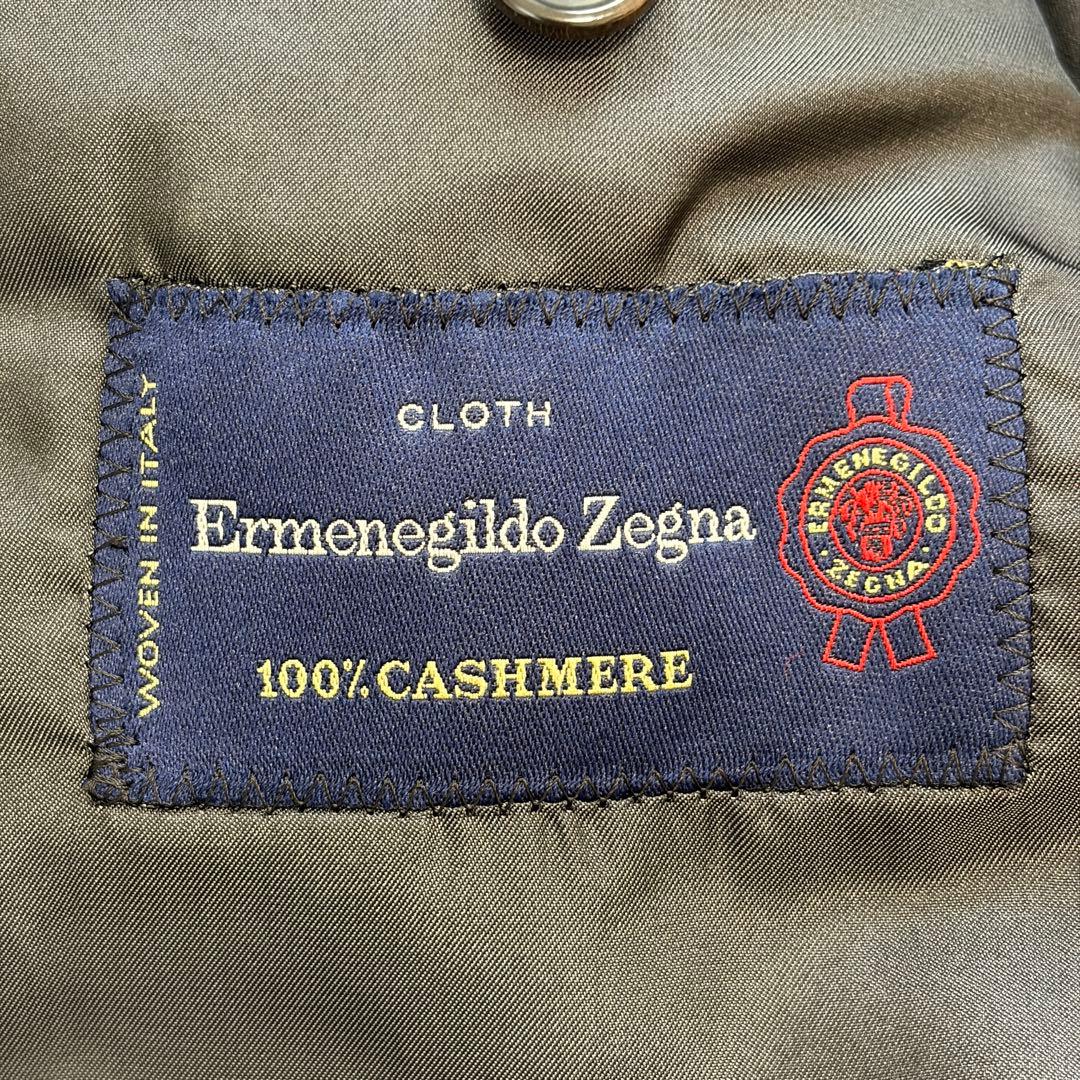 WOVEN IN ITALY
CLOTH
Ermenegildo Zegna
100% CASHMERE
ERMENEGILDO
· ZEGNA ·